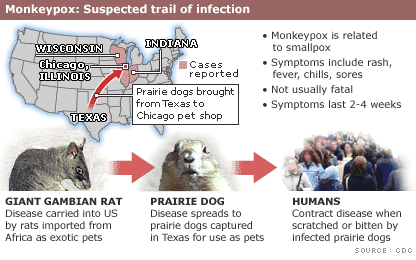 Monkeypox: Suspected trail of infection
WISCONSIN
INDIANA
Chicago,
ILLINOIS
Cases
reported
Prairie dogs brought
from Texas to
Chicago pet shop
TEXAS
• Monkeypox is related
to smallpox
• Symptoms include rash,
fever, chills, sores
• Not usually fatal
• Symptoms last 2-4 weeks
GIANT GAMBIAN RAT
Disease carried into US
by rats imported from
Africa as exotic pets
PRAIRIE DOG
Disease spreads to
prairie dogs captured
in Texas for use as pets
HUMANS
Contract disease when
scratched or bitten by
infected prairie dogs
SOURCE: CDC